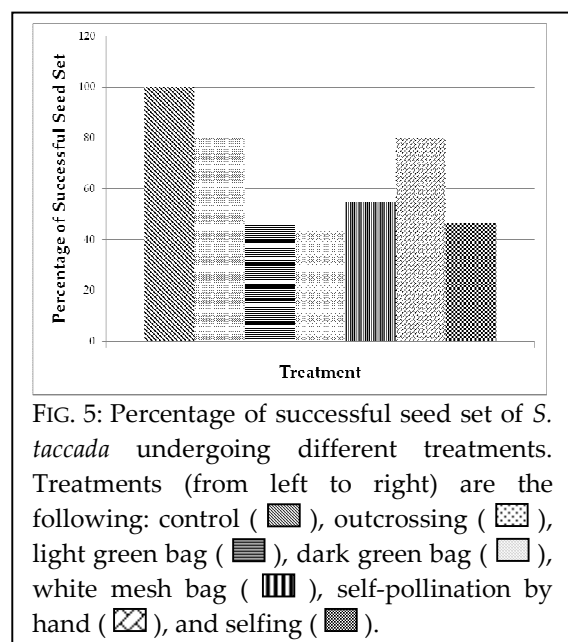 120
100
80
60
40
20
0
Percentage of Successful Seed Set
Treatment
FIG. 5: Percentage of successful seed set of S.
taccada undergoing different treatments.
Treatments (from left to right) are the
following: control ( ), outcrossing ( ),
light green bag ( ), dark green bag ( ),
white mesh bag ( ), self-pollination by
hand ( ), and selfing ( ).